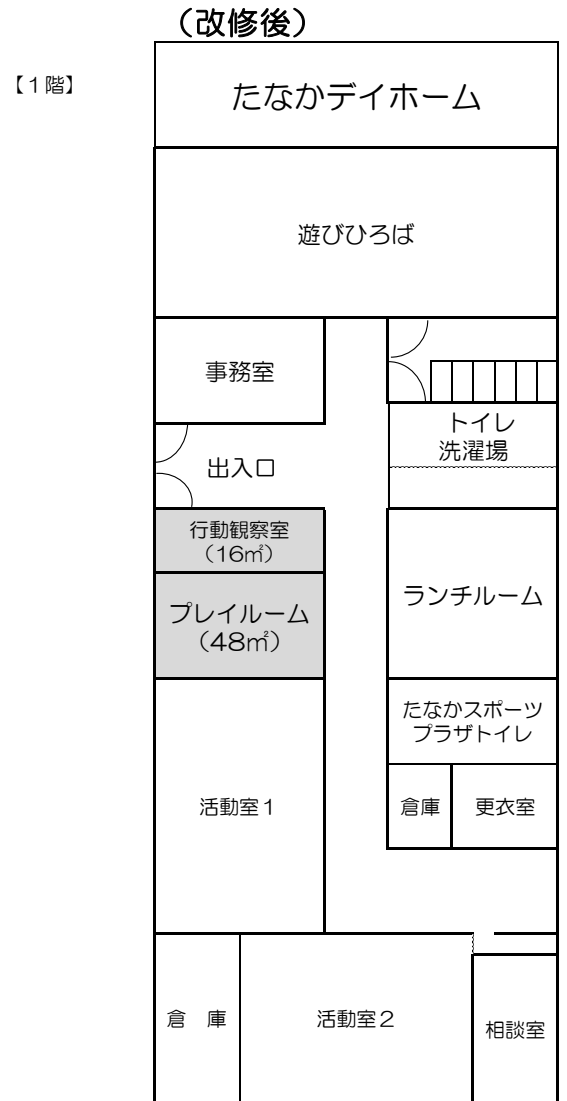 （改修後）
【１階】
たなかデイホーム
遊びひろば
事務室
トイレ
洗濯場
出入口
行動観察室
（16㎡）
プレイルーム
（48㎡）
ランチルーム
たなかスポーツ
プラザトイレ
活動室１
倉庫
更衣室
倉　庫
活動室２
相談室